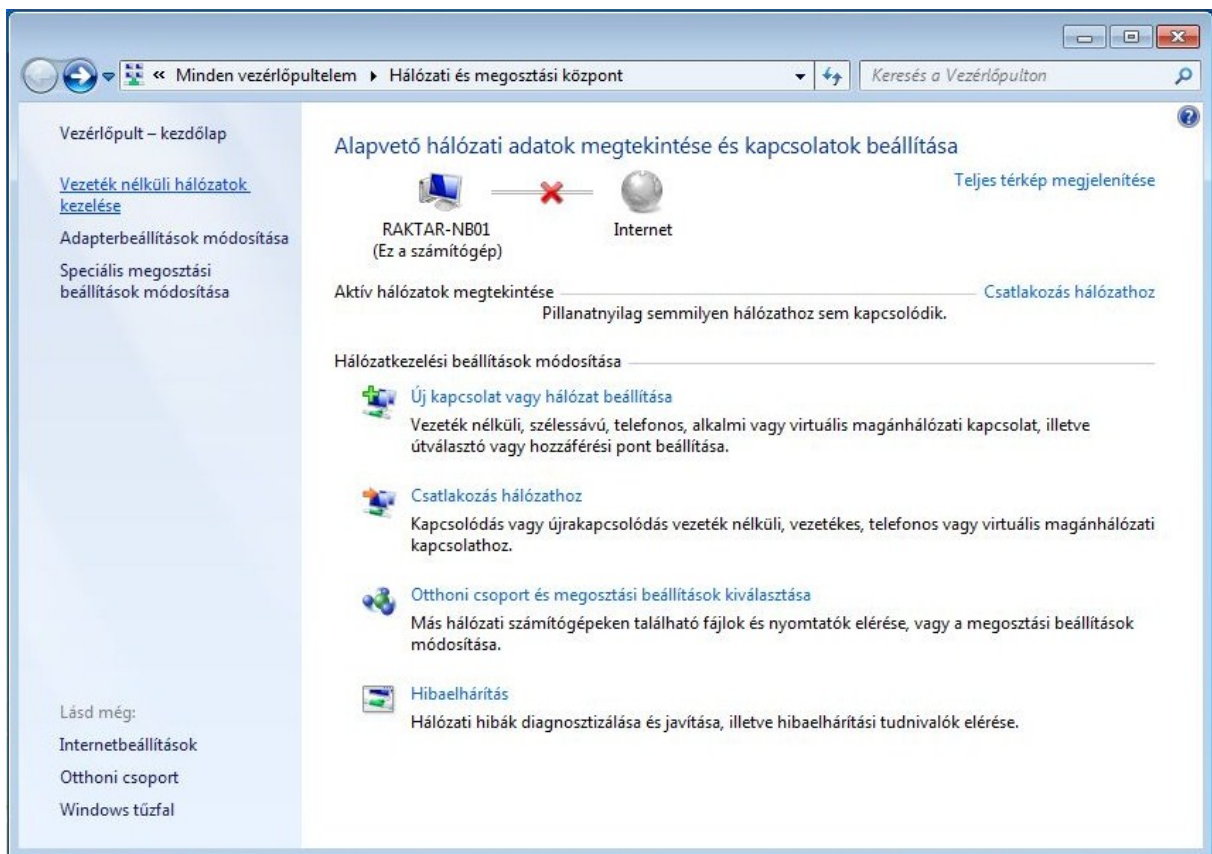 « Minden vezérlőpultelem ▸ Hálózati és megosztási központ
Keresés a Vezérlőpulton
Vezérlőpult – kezdőlap
Vezeték nélküli hálózatok
kezelése
Adapterbeállítások módosítása
Speciális megosztási
beállítások módosítása
Alapvető hálózati adatok megtekintése és kapcsolatok beállítása
Teljes térkép megjelenítése
RAKTAR-NB01
(Ez a számítógép)
Internet
Aktív hálózatok megtekintése
Csatlakozás hálózathoz
Pillanatnyilag semmilyen hálózathoz sem kapcsolódik.
Hálózatkezelési beállítások módosítása
Új kapcsolat vagy hálózat beállítása
Vezeték nélküli, szélessávú, telefonos, alkalmi vagy virtuális magánhálózati kapcsolat, illetve
útválasztó vagy hozzáférési pont beállítása.
Csatlakozás hálózathoz
Kapcsolódás vagy újrakapcsolódás vezeték nélküli, vezetékes, telefonos vagy virtuális magánhálózati
kapcsolathoz.
Otthoni csoport és megosztási beállítások kiválasztása
Más hálózati számítógépeken található fájlok és nyomtatók elérése, vagy a megosztási beállítások
módosítása.
Hibaelhárítás
Hálózati hibák diagnosztizálása és javítása, illetve hibaelhárítási tudnivalók elérése.
Lásd még:
Internetbeállítások
Otthoni csoport
Windows tűzfal